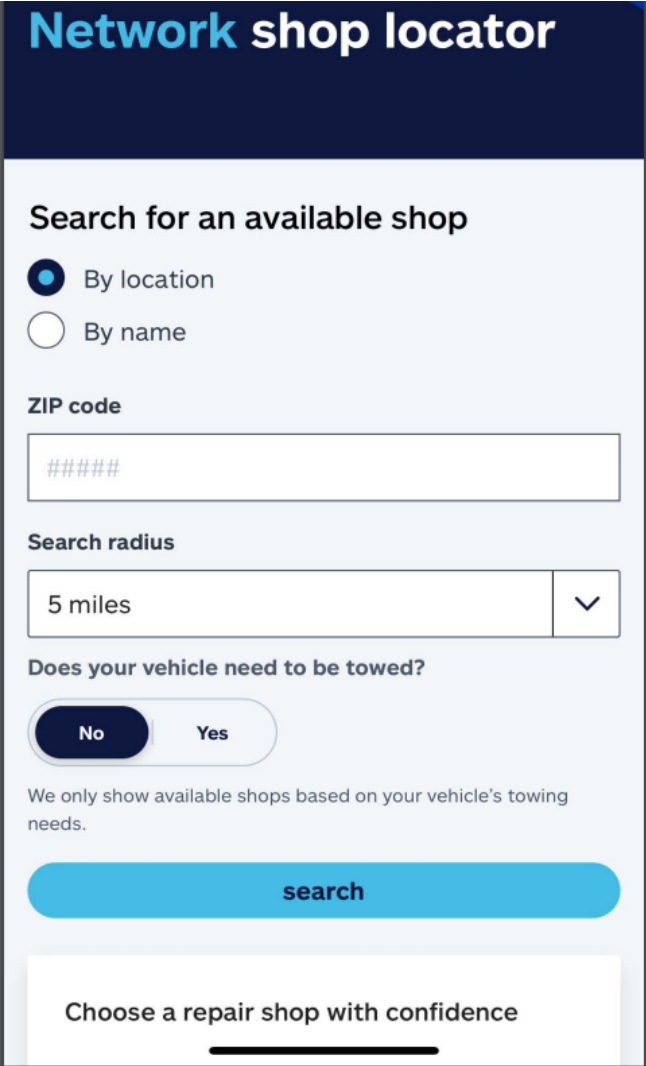 Network shop locator
Search for an available shop
By location
By name
ZIP code
#####
Search radius
5 miles
Does your vehicle need to be towed?
No Yes
We only show available shops based on your vehicle’s towing
needs.
search
Choose a repair shop with confidence